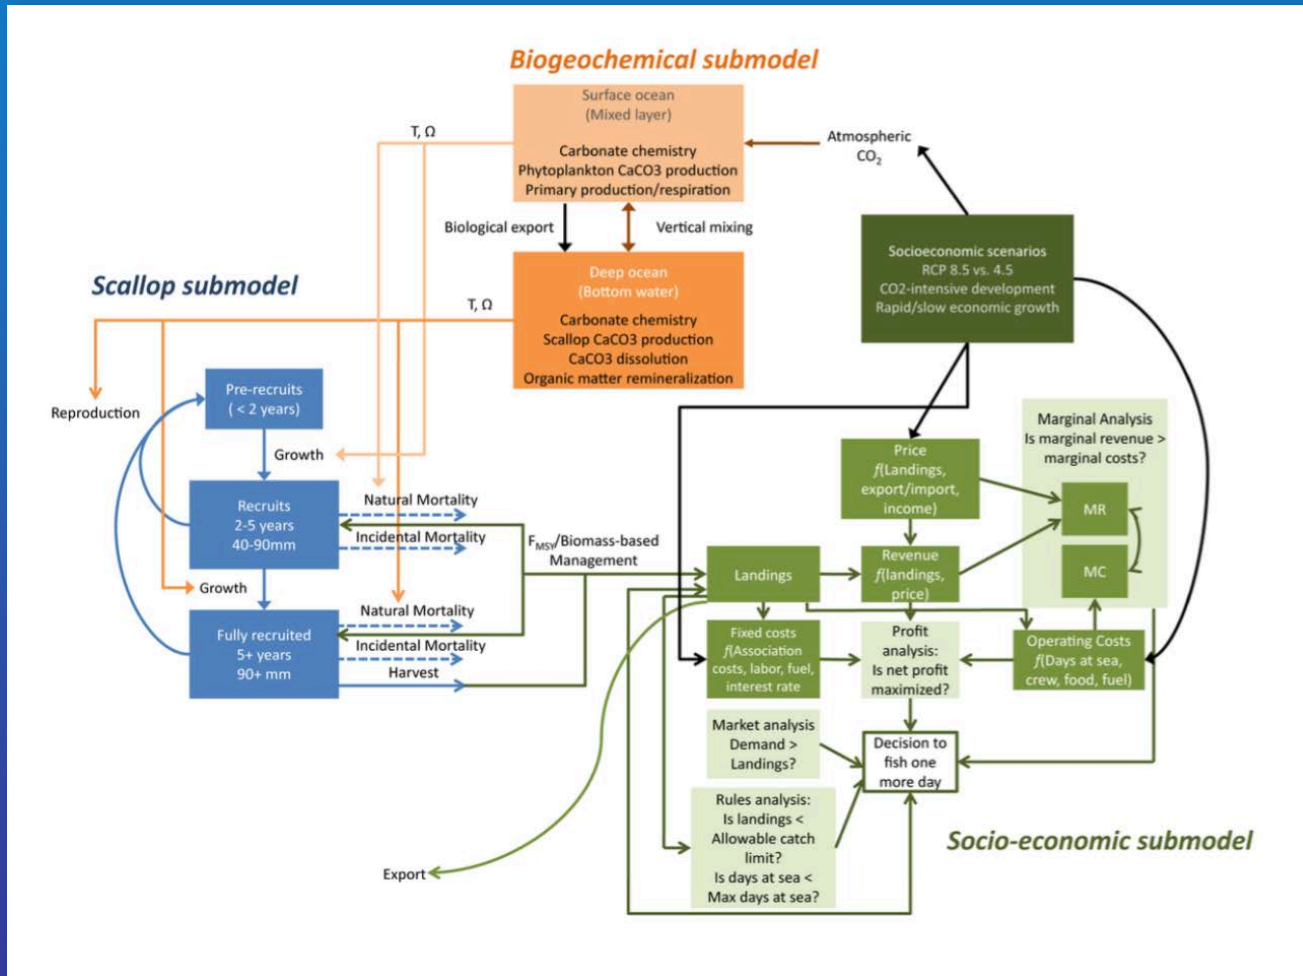 Biogeochemical submodel
Surface ocean
(Mixed layer)
Carbonate chemistry
Phytoplankton CaCO3 production
Primary production/respiration
T, Ω
Atmospheric
CO₂
Biological export
Vertical mixing
Deep ocean
(Bottom water)
Carbonate chemistry
Scallop CaCO3 production
CaCO3 dissolution
Organic matter remineralization
T, Ω
Socioeconomic scenarios
RCP 8.5 vs. 4.5
CO2-intensive development
Rapid/slow economic growth
Scallop submodel
Reproduction
Pre-recruits
( < 2 years)
Growth
Recruits
2-5 years
40-90mm
Natural Mortality
Incidental Mortality
Growth
Fully recruited
5+ years
90+ mm
Natural Mortality
Incidental Mortality
Harvest
F_MSY/Biomass-based
Management
Price
f(Landings,
export/import,
income)
Marginal Analysis
Is marginal revenue >
marginal costs?
MR
MC
Landings
Revenue
f(landings,
price)
Fixed costs
f(Association
costs, labor, fuel,
interest rate
Profit
analysis:
Is net profit
maximized?
Operating Costs
f(Days at sea,
crew, food, fuel)
Market analysis
Demand >
Landings?
Decision to
fish one
more day
Rules analysis:
Is landings <
Allowable catch
limit?
Is days at sea <
Max days at sea?
Export
Socio-economic submodel